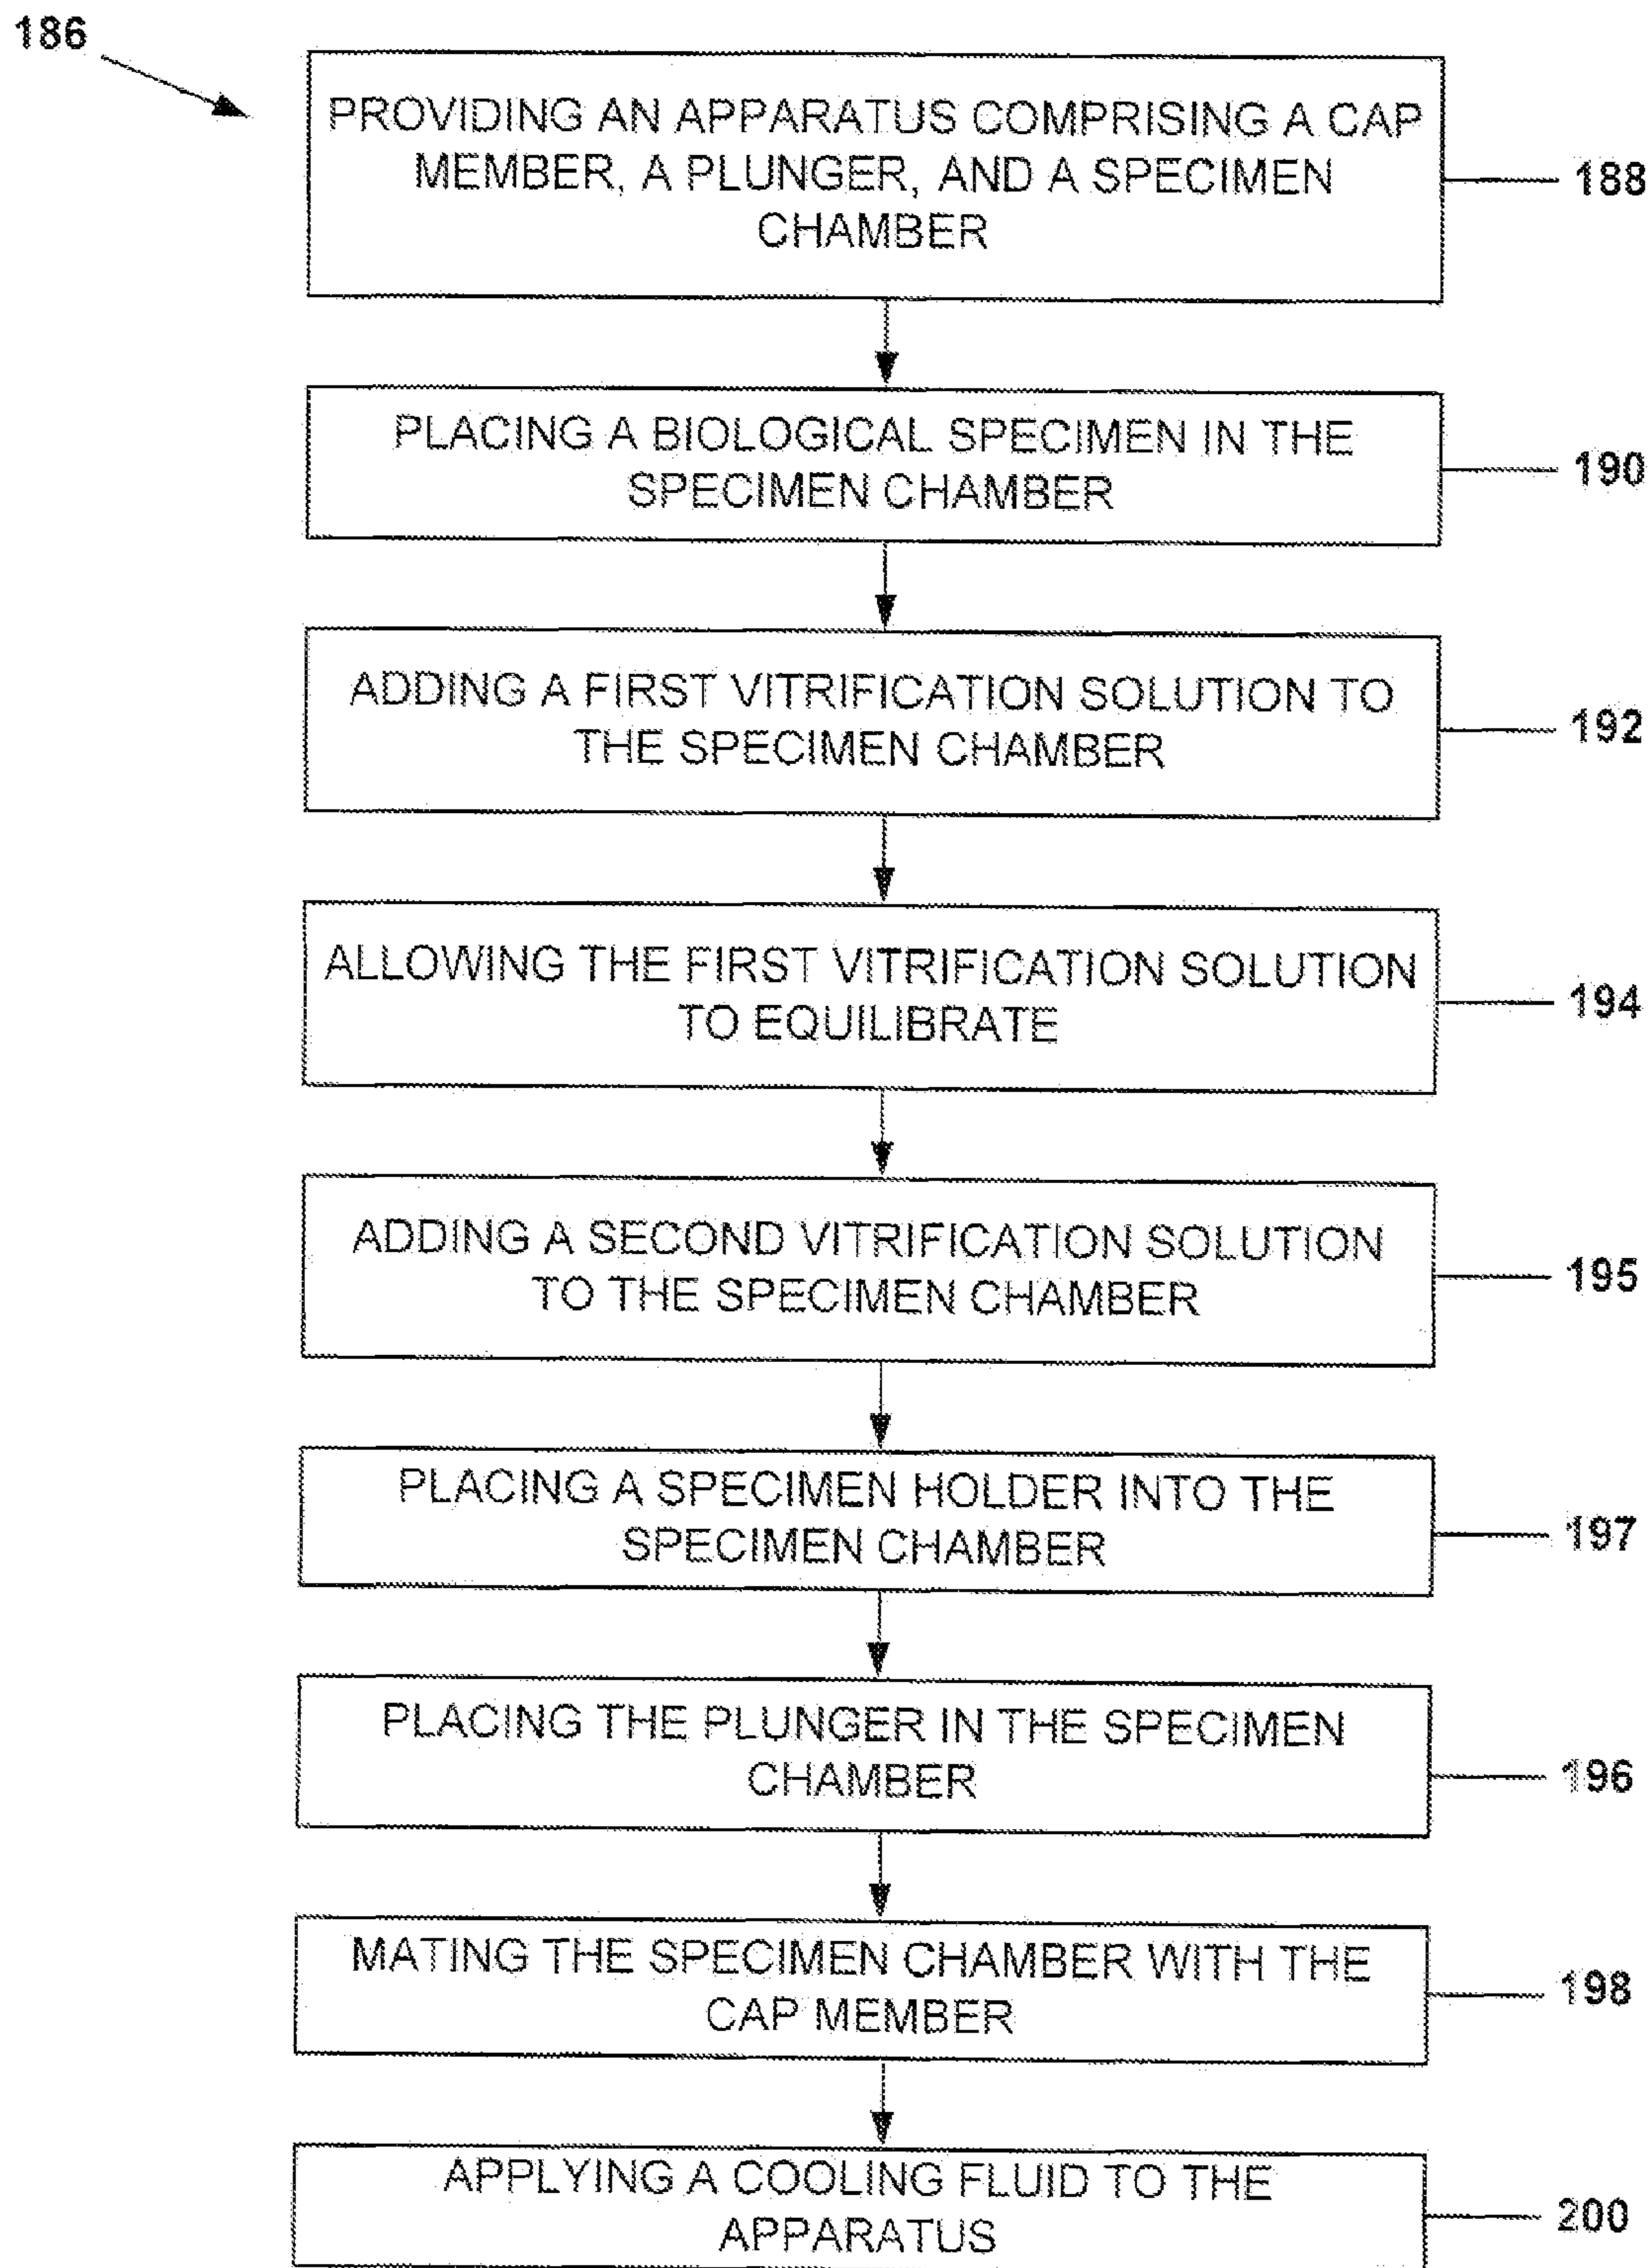 186
PROVIDING AN APPARATUS COMPRISING A CAP
MEMBER, A PLUNGER, AND A SPECIMEN
CHAMBER
188
PLACING A BIOLOGICAL SPECIMEN IN THE
SPECIMEN CHAMBER
190
ADDING A FIRST VITRIFICATION SOLUTION TO
THE SPECIMEN CHAMBER
192
ALLOWING THE FIRST VITRIFICATION SOLUTION
TO EQUILIBRATE
194
ADDING A SECOND VITRIFICATION SOLUTION
TO THE SPECIMEN CHAMBER
195
PLACING A SPECIMEN HOLDER INTO THE
SPECIMEN CHAMBER
197
PLACING THE PLUNGER IN THE SPECIMEN
CHAMBER
196
MATING THE SPECIMEN CHAMBER WITH THE
CAP MEMBER
198
APPLYING A COOLING FLUID TO THE
APPARATUS
200